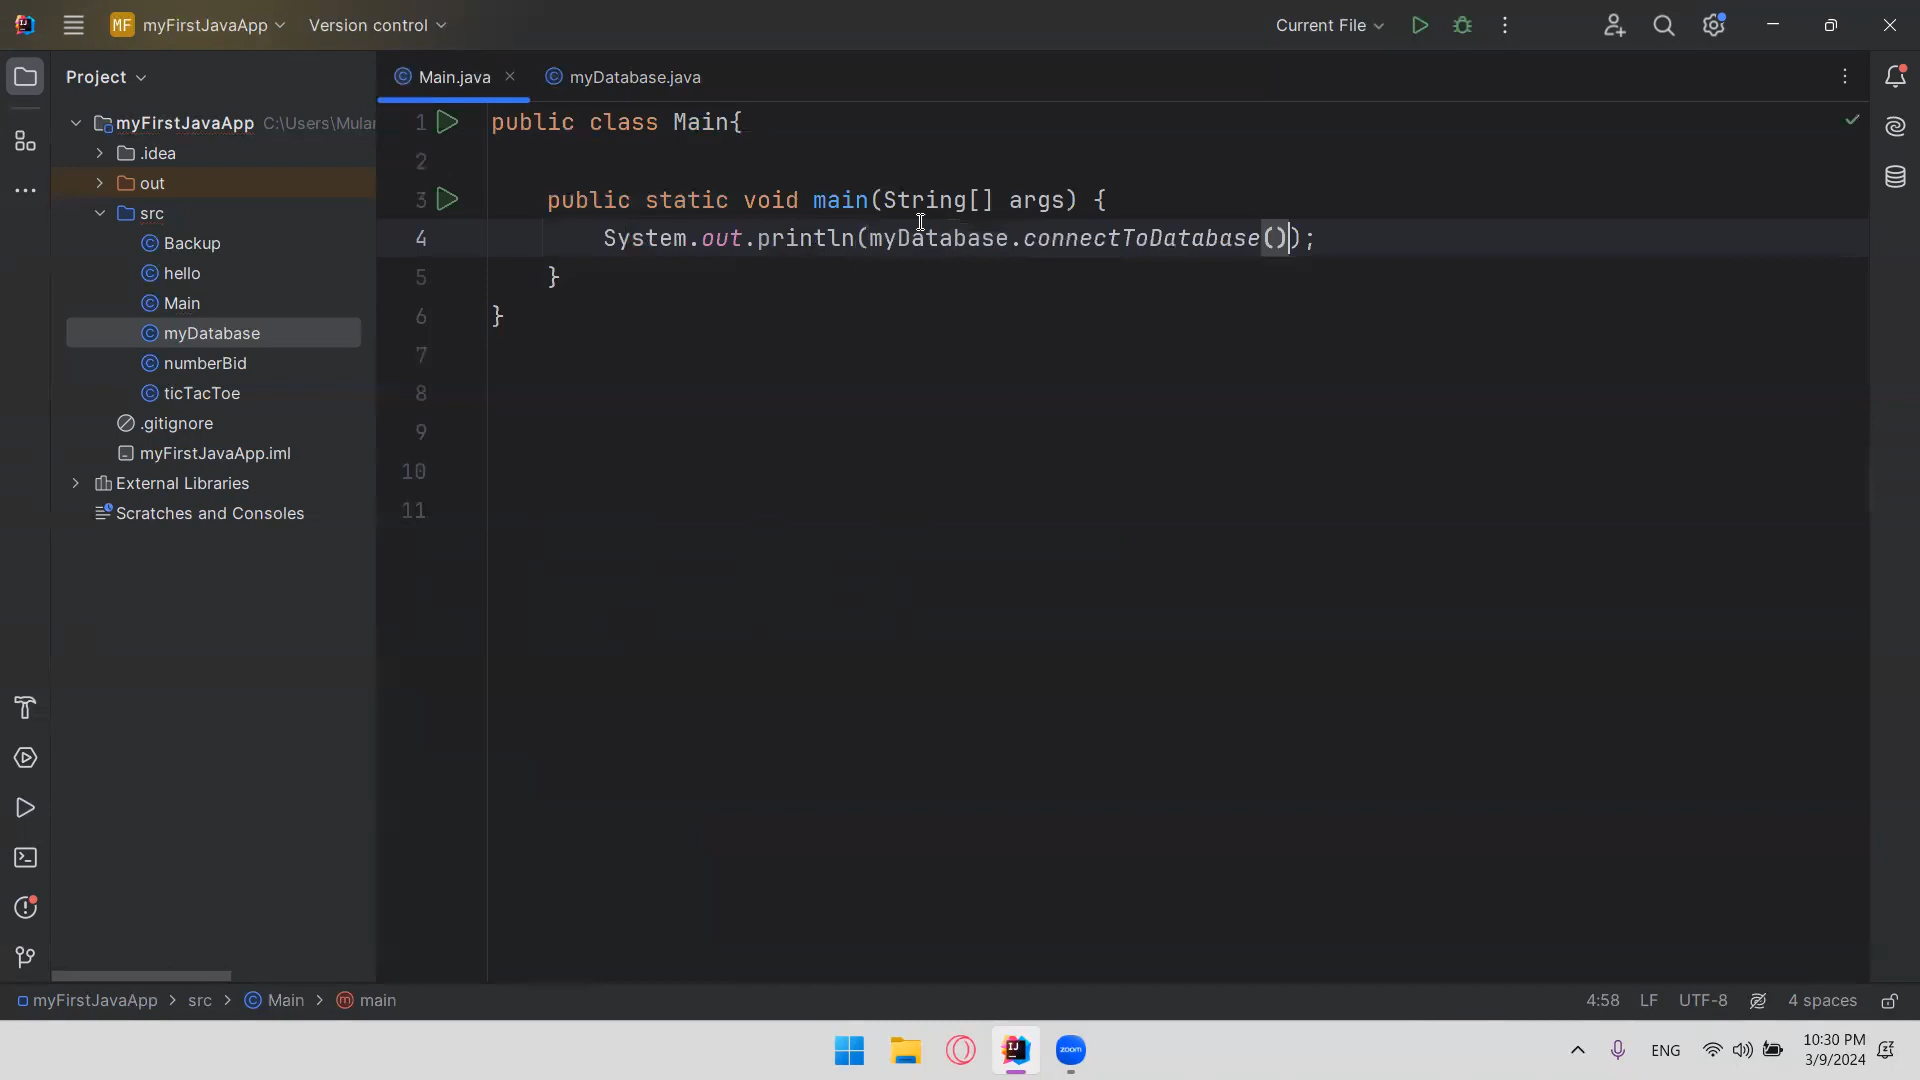 MF myFirstJavaApp Version control Current File
Project Main.java myDatabase.java
myFirstJavaApp C:\Users\Mular
.idea
out
src
Backup
hello
Main
myDatabase
numberBid
ticTacToe
.gitignore
myFirstJavaApp.iml
External Libraries
Scratches and Consoles
1 public class Main{
2
3 public static void main(String[] args) {
4 System.out.println(myDatabase.connectToDatabase());
5 }
6 }
7
8
9
10
11
myFirstJavaApp > src > Main > main 4:58 LF UTF-8 4 spaces
IJ zoom ENG 10:30 PM
3/9/2024